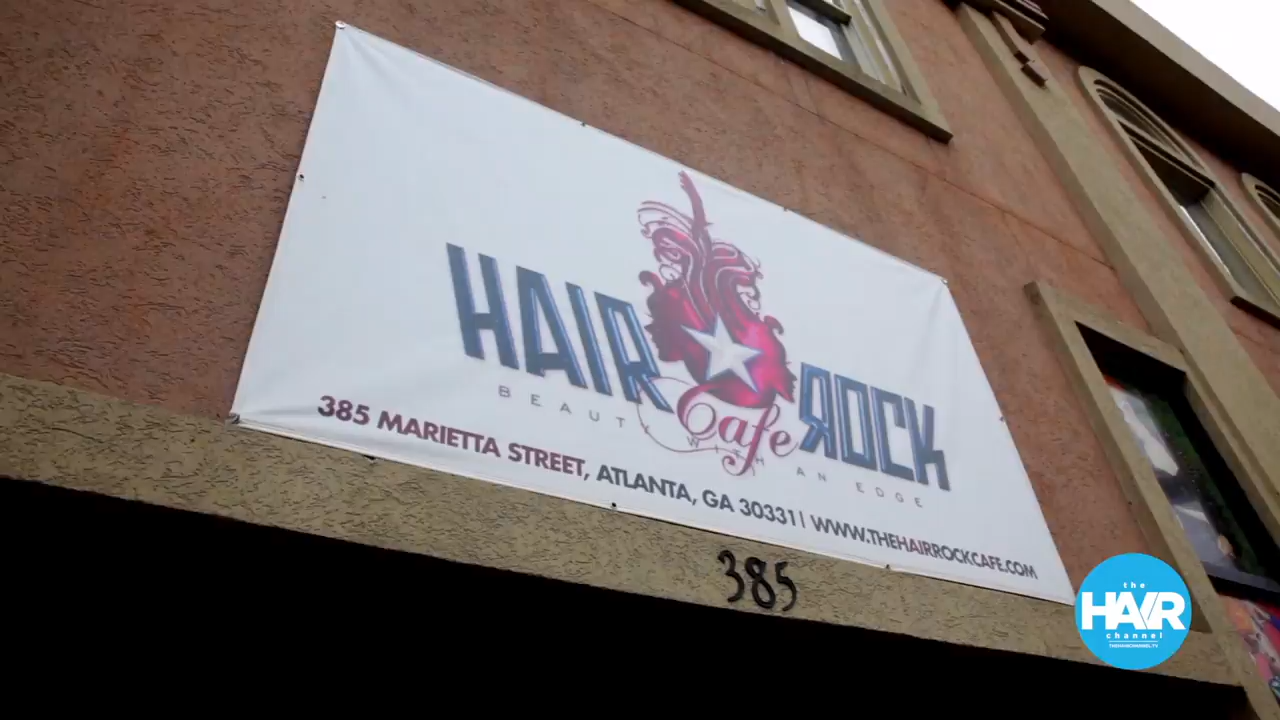 HAIR ROCK
Cafe
BEAUTY WITH AN EDGE
385 MARIETTA STREET, ATLANTA, GA 30331 | WWW.THEHAIRROCKCAFE.COM
385
the
HAIR
channel
THEHAIRCHANNEL.TV